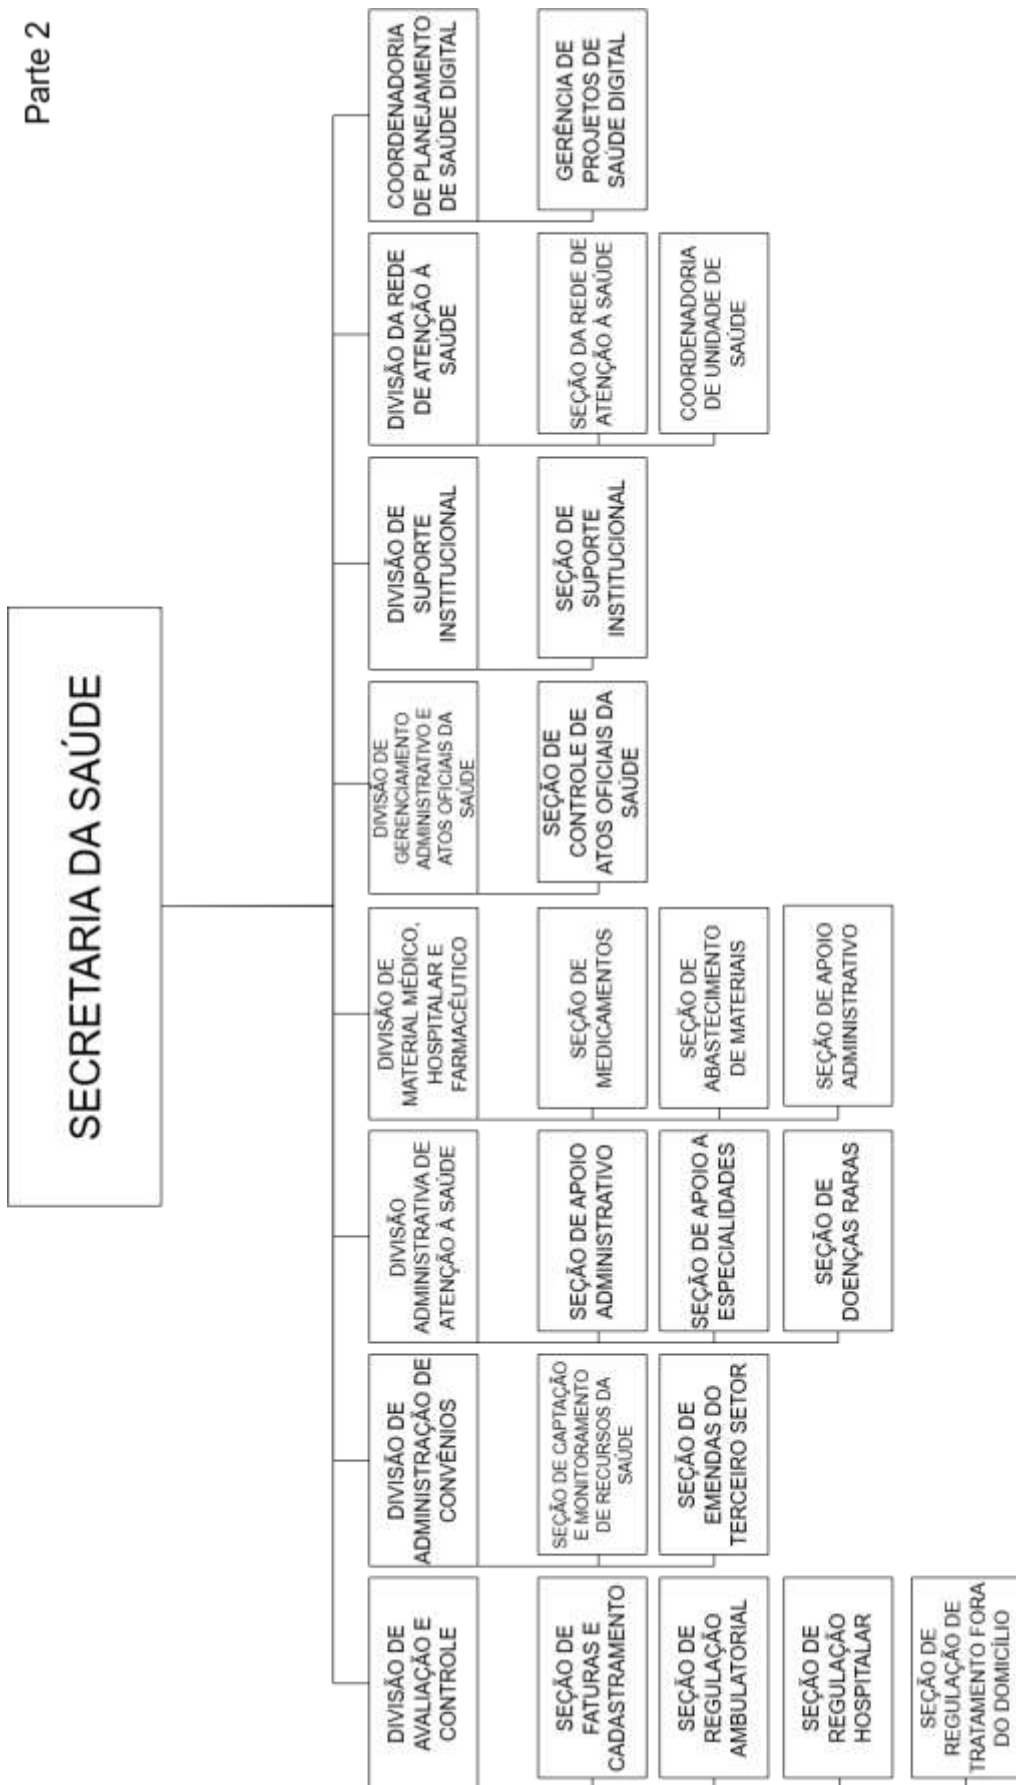 Parte 2
SECRETARIA DA SAÚDE
DIVISÃO DE
AVALIAÇÃO E
CONTROLE
SEÇÃO DE
FATURAS E
CADASTRAMENTO
SEÇÃO DE
REGULAÇÃO
AMBULATORIAL
SEÇÃO DE
REGULAÇÃO
HOSPITALAR
SEÇÃO DE
REGULAÇÃO DE
TRATAMENTO FORA
DO DOMICÍLIO
DIVISÃO DE
ADMINISTRAÇÃO DE
CONVÊNIOS
SEÇÃO DE CAPTAÇÃO
E MONITORAMENTO
DE RECURSOS DA
SAÚDE
SEÇÃO DE
EMENDAS DO
TERCEIRO SETOR
DIVISÃO
ADMINISTRATIVA DE
ATENÇÃO À SAÚDE
SEÇÃO DE APOIO
ADMINISTRATIVO
SEÇÃO DE APOIO A
ESPECIALIDADES
SEÇÃO DE
DOENÇAS RARAS
DIVISÃO DE
MATERIAL MÉDICO,
HOSPITALAR E
FARMACÊUTICO
SEÇÃO DE
MEDICAMENTOS
SEÇÃO DE
ABASTECIMENTO
DE MATERIAIS
SEÇÃO DE APOIO
ADMINISTRATIVO
DIVISÃO DE
GERENCIAMENTO
ADMINISTRATIVO E
ATOS OFICIAIS DA
SAÚDE
SEÇÃO DE
CONTROLE DE
ATOS OFICIAIS DA
SAÚDE
DIVISÃO DE
SUPORTE
INSTITUCIONAL
SEÇÃO DE
SUPORTE
INSTITUCIONAL
DIVISÃO DA REDE
DE ATENÇÃO À
SAÚDE
SEÇÃO DA REDE DE
ATENÇÃO À SAÚDE
COORDENADORIA
DE UNIDADE DE
SAÚDE
COORDENADORIA
DE PLANEJAMENTO
DE SAÚDE DIGITAL
GERÊNCIA DE
PROJETOS DE
SAÚDE DIGITAL